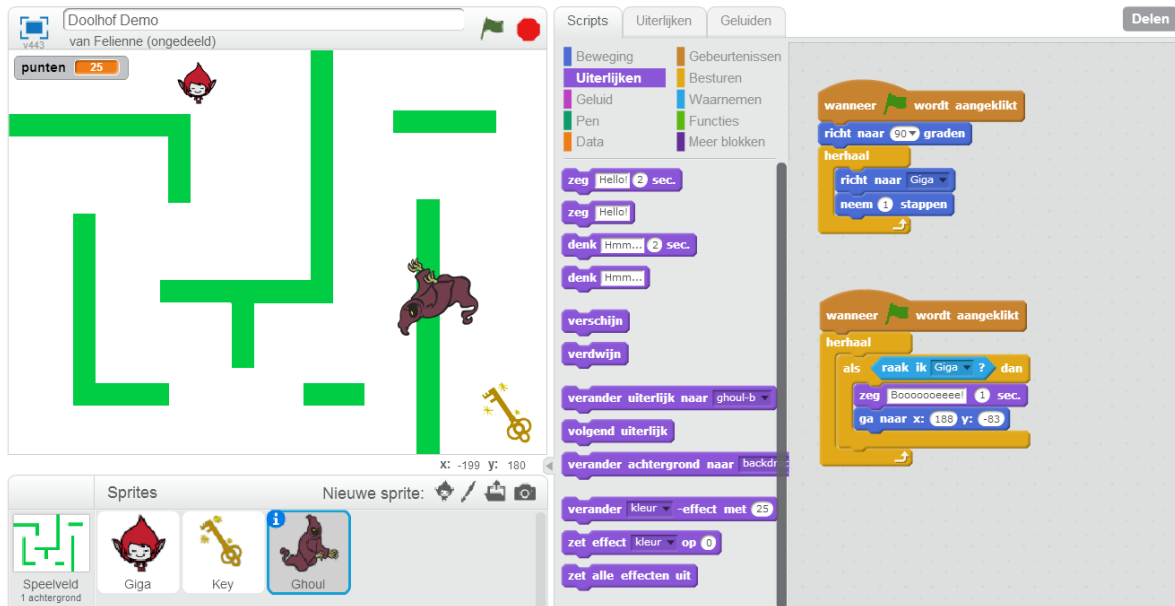 Doolhof Demo
van Felienne (ongedeeld)
v443
punten 25
x: -199 y: 180
Sprites
Nieuwe sprite:
Speelveld
1 achtergrond
Giga
Key
Ghoul
Scripts
Uiterlijken
Geluiden
Delen
Beweging
Gebeurtenissen
Uiterlijken
Besturen
Geluid
Waarnemen
Pen
Functies
Data
Meer blokken
zeg Hello! 2 sec.
zeg Hello!
denk Hmm... 2 sec.
denk Hmm...
verschijn
verdwijn
verander uiterlijk naar ghoul-b
volgend uiterlijk
verander achtergrond naar backdr
verander kleur -effect met 25
zet effect kleur op 0
zet alle effecten uit
wanneer wordt aangeklikt
richt naar 90 graden
herhaal
richt naar Giga
neem 1 stappen
wanneer wordt aangeklikt
herhaal
als raak ik Giga ? dan
zeg Booooooeeee! 1 sec.
ga naar x: 188 y: -83